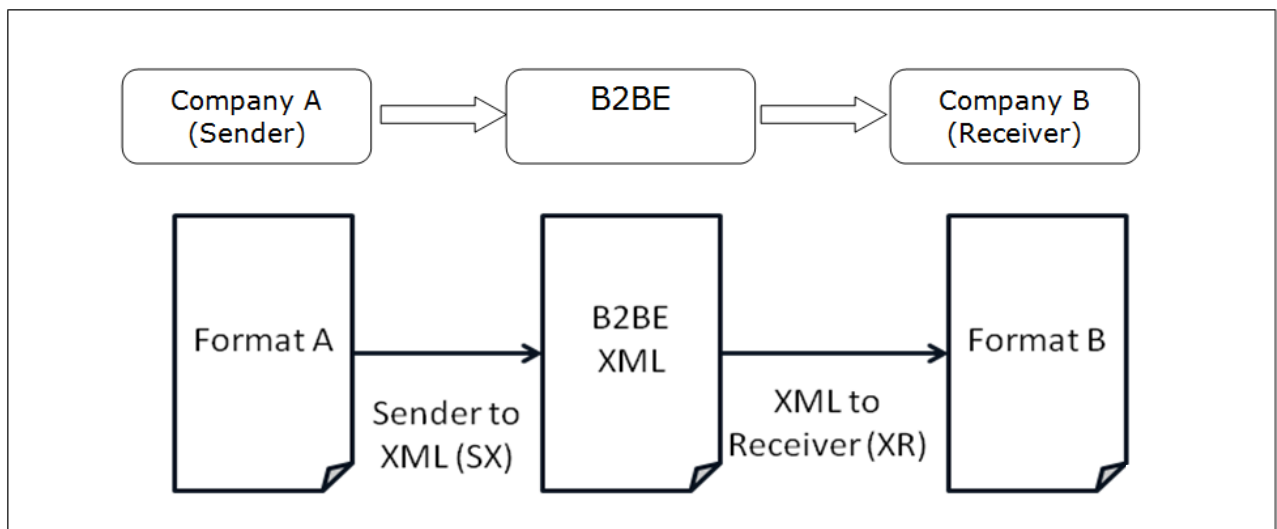 Company A
(Sender)
B2BE
Company B
(Receiver)
Format A
B2BE
XML
Format B
Sender to
XML (SX)
XML to
Receiver (XR)